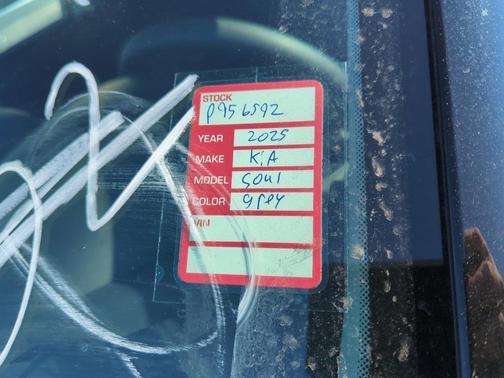 STOCK
P956592
YEAR 2025
MAKE KIA
MODEL Soul
COLOR grey
VIN